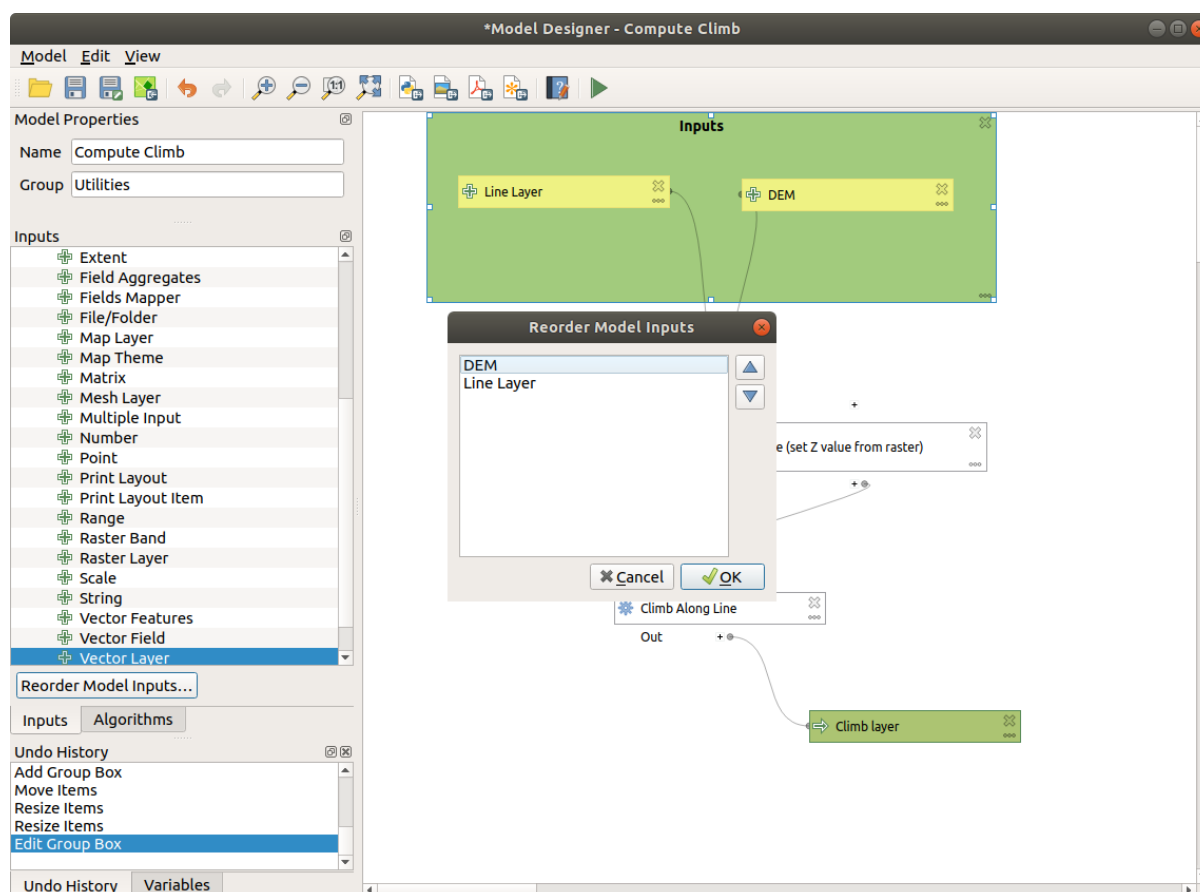 *Model Designer - Compute Climb
Model Edit View
1:1
Model Properties
Name Compute Climb
Group Utilities
Inputs
Extent
Field Aggregates
Fields Mapper
File/Folder
Map Layer
Map Theme
Matrix
Mesh Layer
Multiple Input
Number
Point
Print Layout
Print Layout Item
Range
Raster Band
Raster Layer
Scale
String
Vector Features
Vector Field
Vector Layer
Reorder Model Inputs...
Inputs Algorithms
Undo History
Add Group Box
Move Items
Resize Items
Resize Items
Edit Group Box
Undo History Variables
Inputs
Line Layer
DEM
Reorder Model Inputs
DEM
Line Layer
Cancel OK
e (set Z value from raster)
Climb Along Line
Out
Climb layer